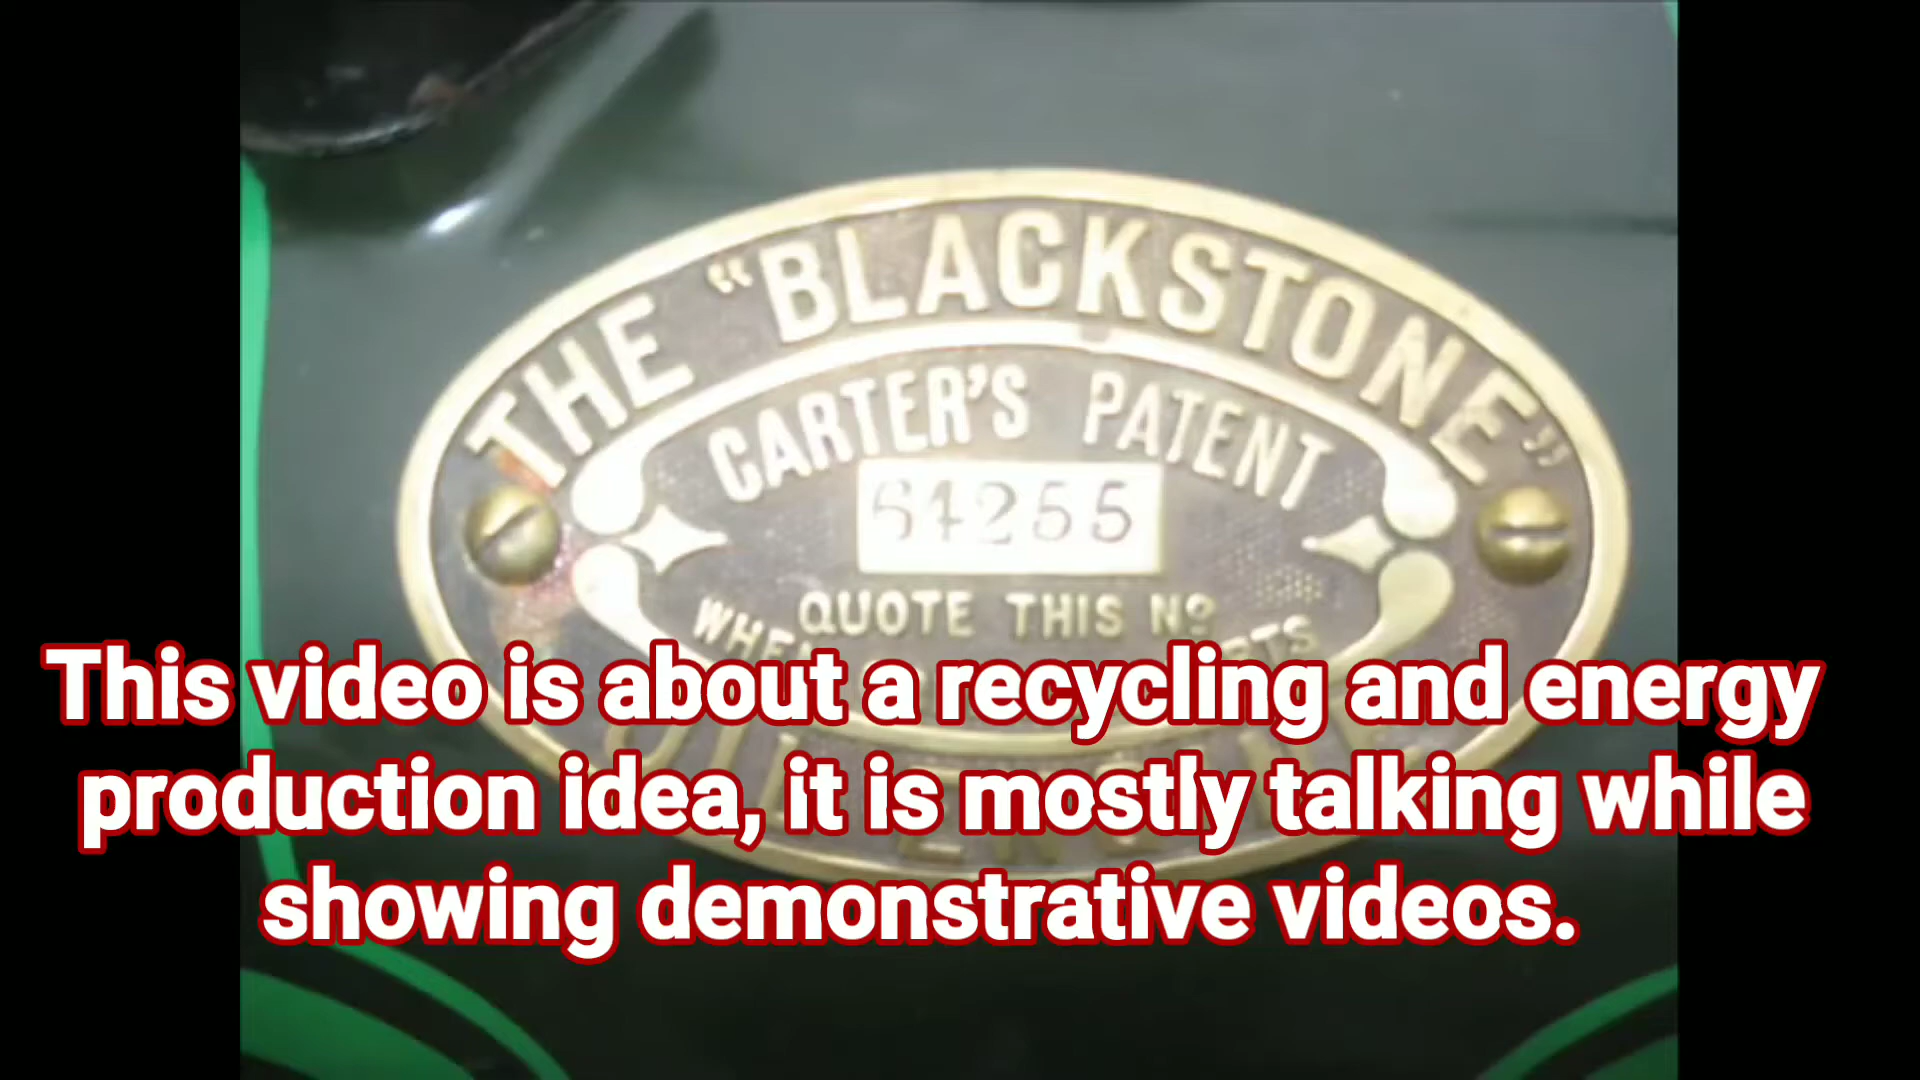 THE "BLACKSTONE"
CARTER'S PATENT
64255
QUOTE THIS Nº
This video is about a recycling and energy
production idea, it is mostly talking while
showing demonstrative videos.